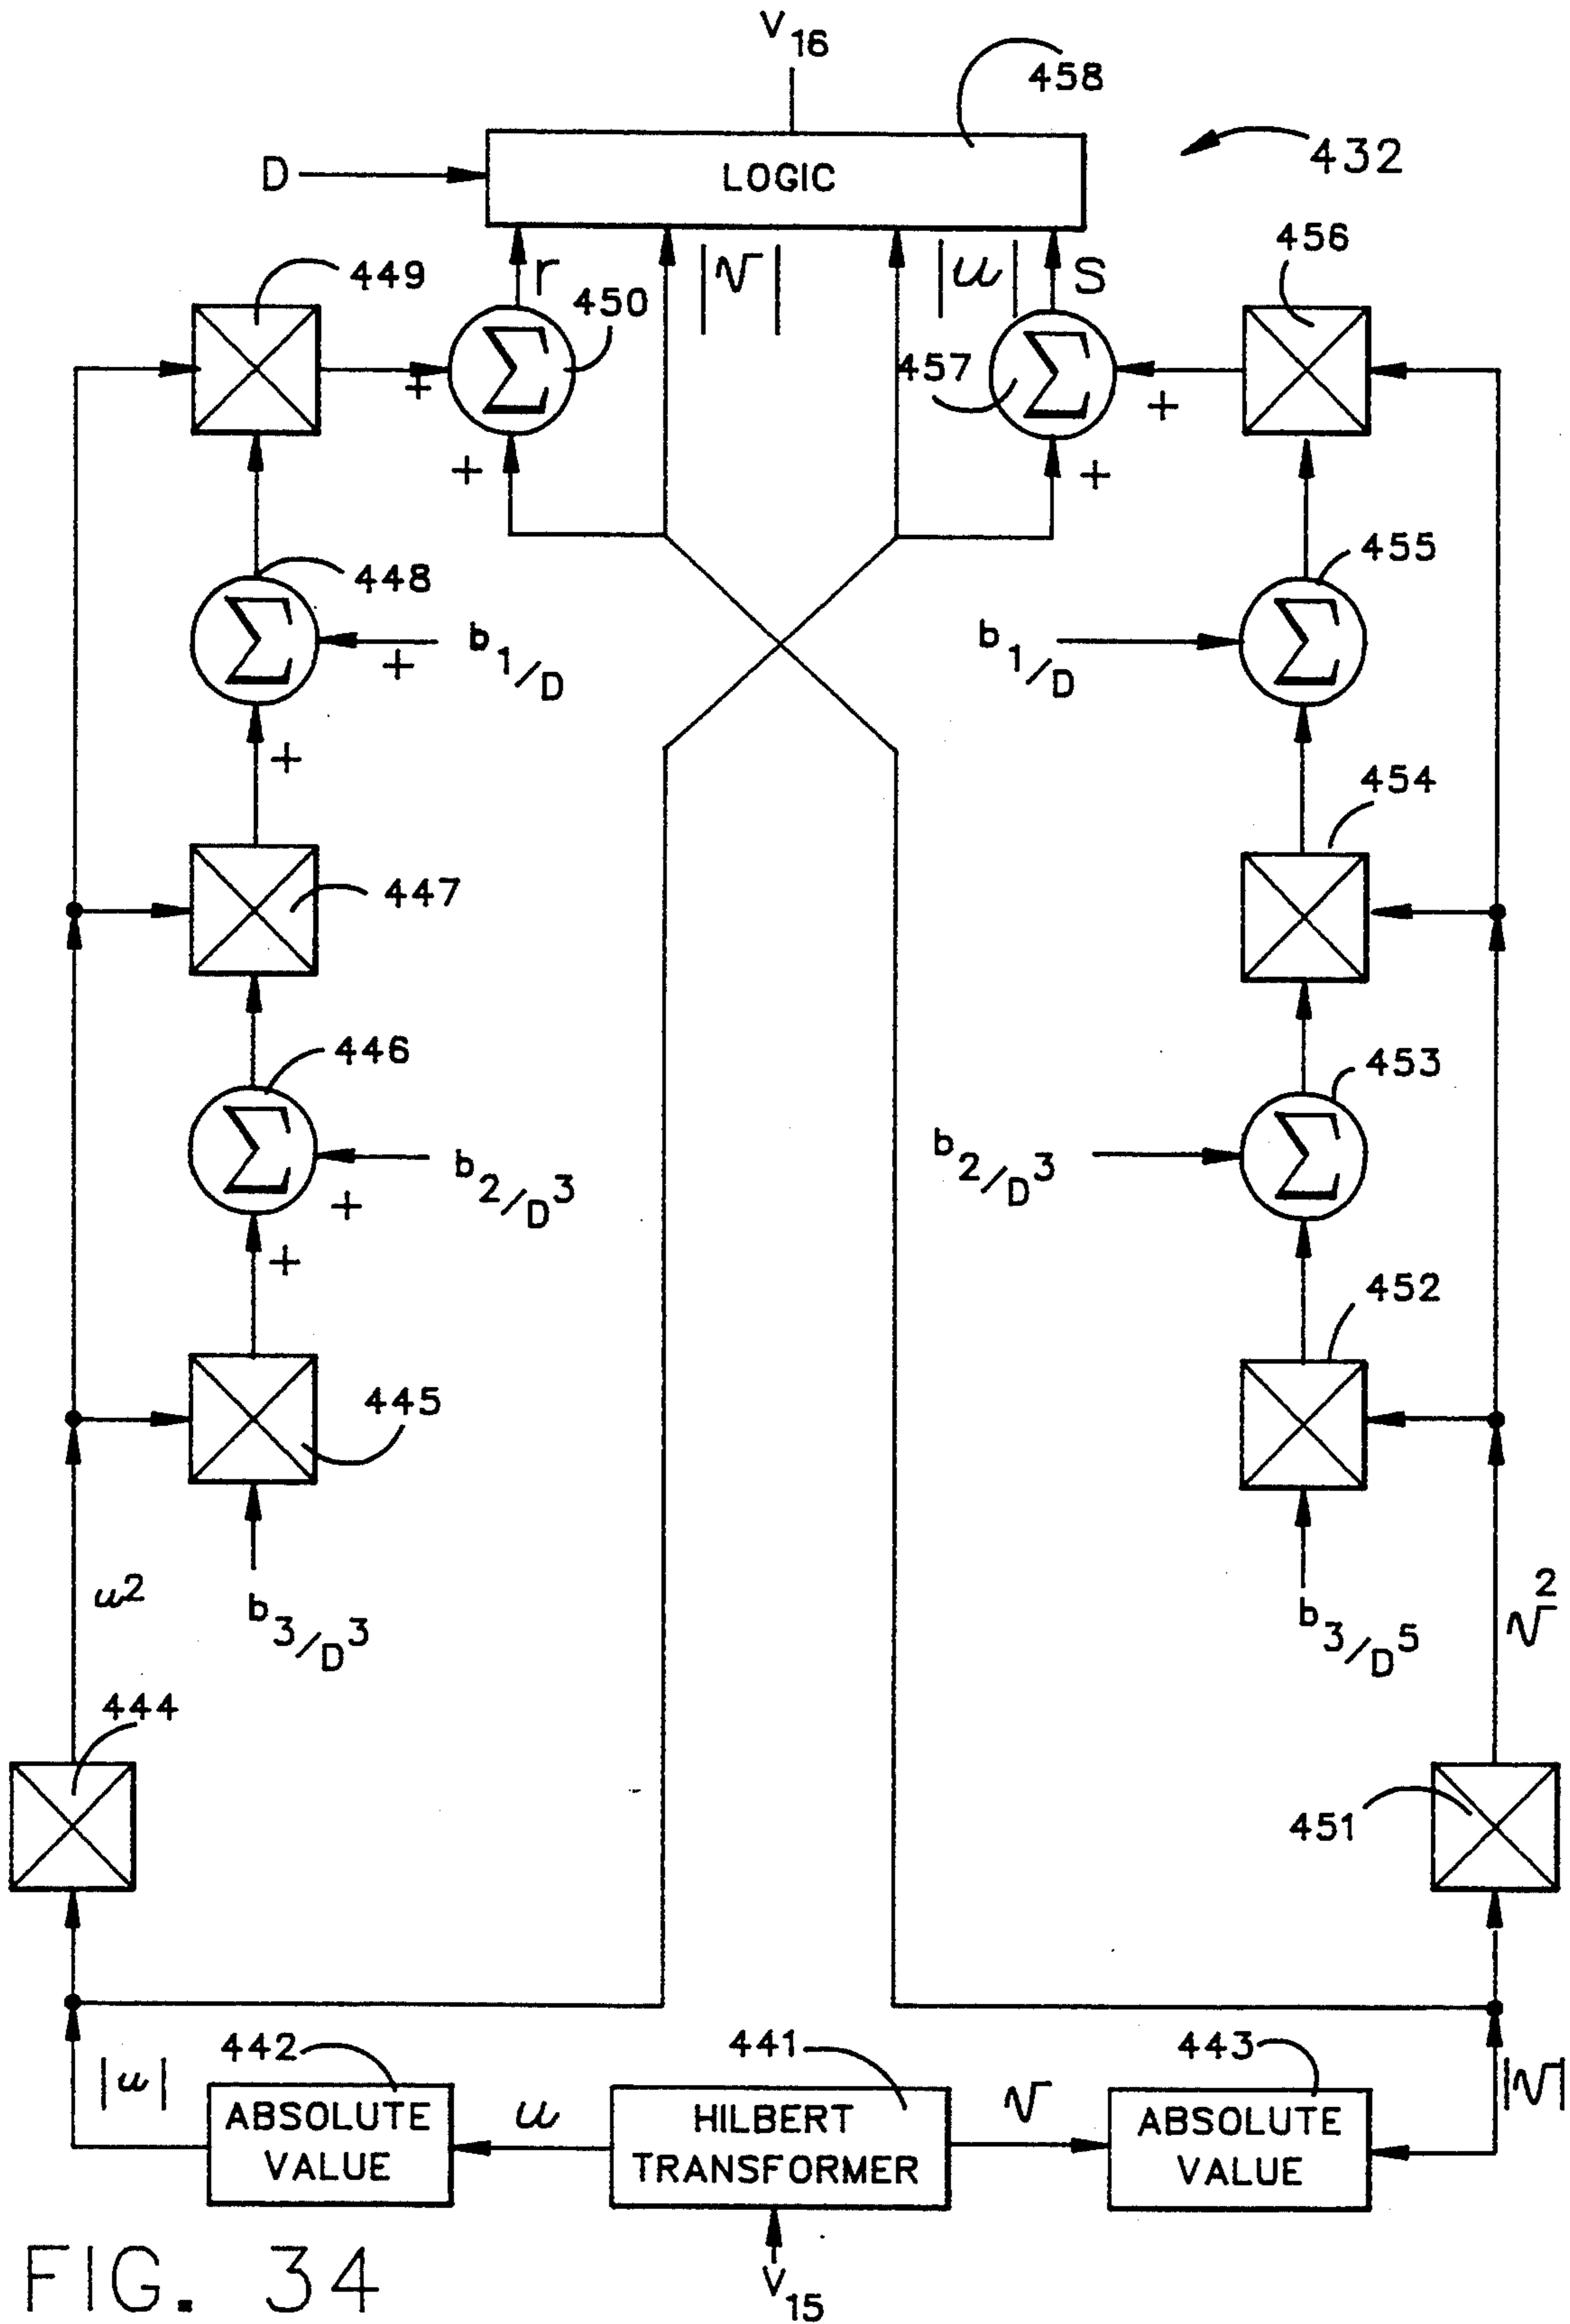 V16
458
D
LOGIC
432
456
449
r
|v|
|u|
S
450
457
+
+
+
+
448
455
b1/D
b1/D
+
+
454
447
446
453
b2/D³
b2/D³
+
+
452
445
u²
b3/D³
b3/D⁵
v²
444
451
442
441
443
|u|
ABSOLUTE
VALUE
u
HILBERT
TRANSFORMER
v
ABSOLUTE
VALUE
|v|
V15
FIG. 34